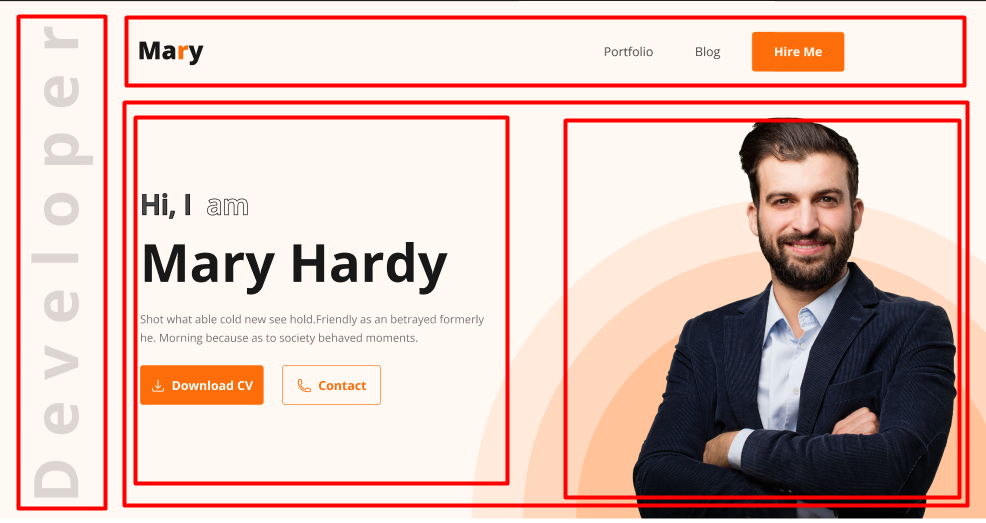 Developer
Mary
Portfolio
Blog
Hire Me
Hi, I am
Mary Hardy
Shot what able cold new see hold.Friendly as an betrayed formerly
he. Morning because as to society behaved moments.
Download CV
Contact